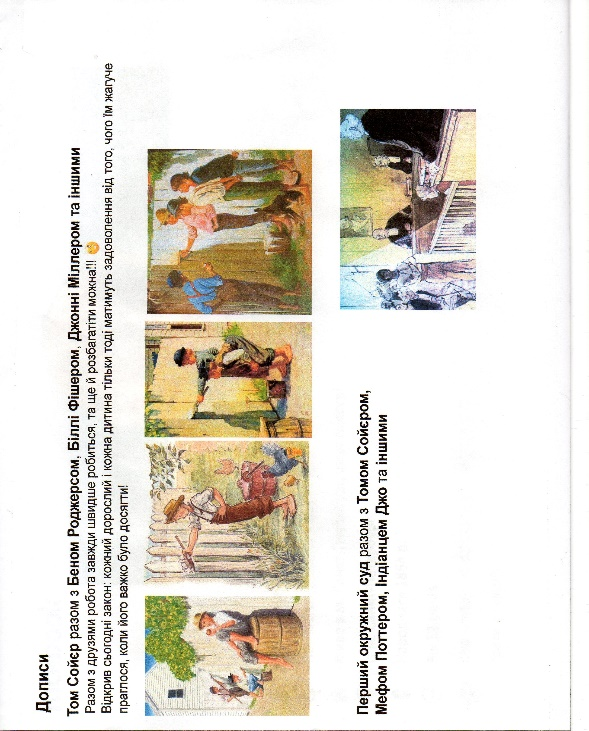 Дописи
Том Сойєр разом з Беном Роджерсом, Біллі Фішером, Джонні Міллером та іншими
Разом з друзями робота завжди швидше робиться, та ще й розбагатіти можна!!! 😊
Відкрив сьогодні закон: кожний дорослий і кожна дитина тільки тоді матимуть задоволення від того, чого їм жагуче
прагнося, коли його важко було досягти!
Перший окружний суд разом з Томом Сойєром,
Мефом Поттером, Індіанцем Джо та іншими